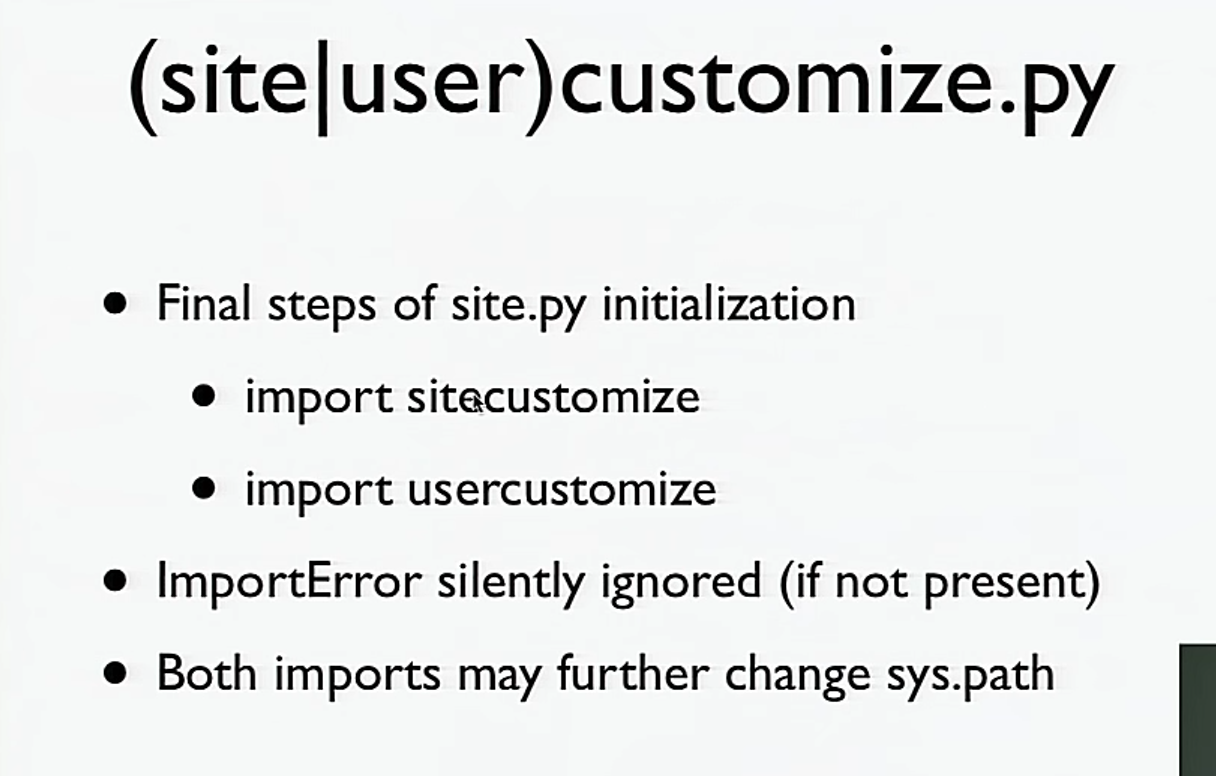 (site|user)customize.py
• Final steps of site.py initialization
• import sitecustomize
• import usercustomize
• ImportError silently ignored (if not present)
• Both imports may further change sys.path